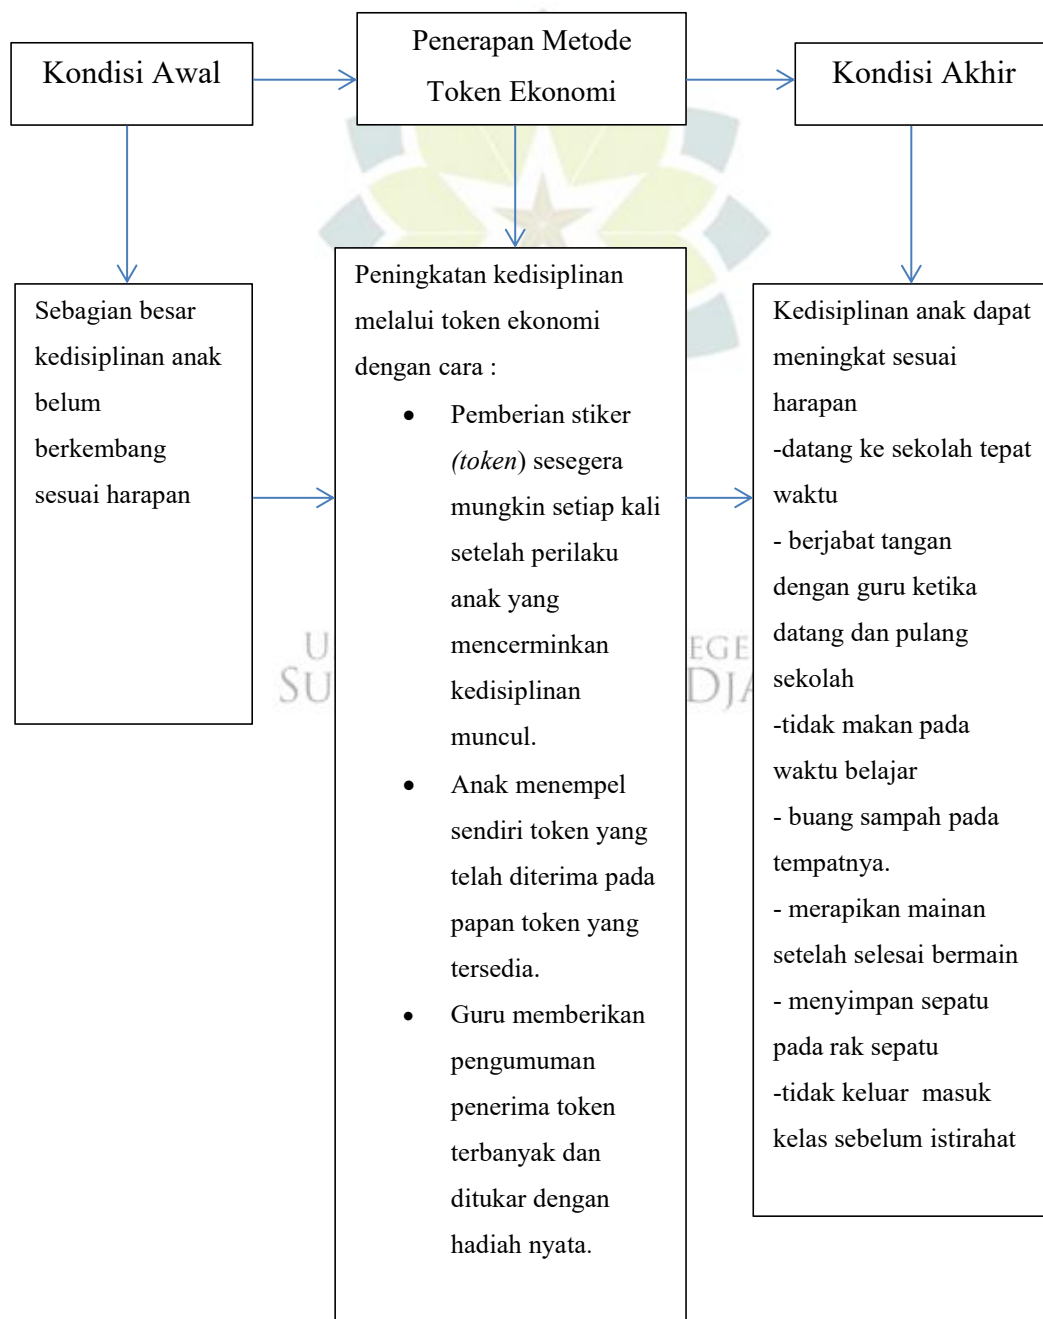 Kondisi Awal
Penerapan Metode
Token Ekonomi
Kondisi Akhir
Sebagian besar
kedisiplinan anak
belum
berkembang
sesuai harapan
Peningkatan kedisiplinan
melalui token ekonomi
dengan cara :
• Pemberian stiker
(token) sesegera
mungkin setiap kali
setelah perilaku
anak yang
mencerminkan
kedisiplinan
muncul.
• Anak menempel
sendiri token yang
telah diterima pada
papan token yang
tersedia.
• Guru memberikan
pengumuman
penerima token
terbanyak dan
ditukar dengan
hadiah nyata.
Kedisiplinan anak dapat
meningkat sesuai
harapan
-datang ke sekolah tepat
waktu
- berjabat tangan
dengan guru ketika
datang dan pulang
sekolah
-tidak makan pada
waktu belajar
- buang sampah pada
tempatnya.
- merapikan mainan
setelah selesai bermain
- menyimpan sepatu
pada rak sepatu
-tidak keluar masuk
kelas sebelum istirahat